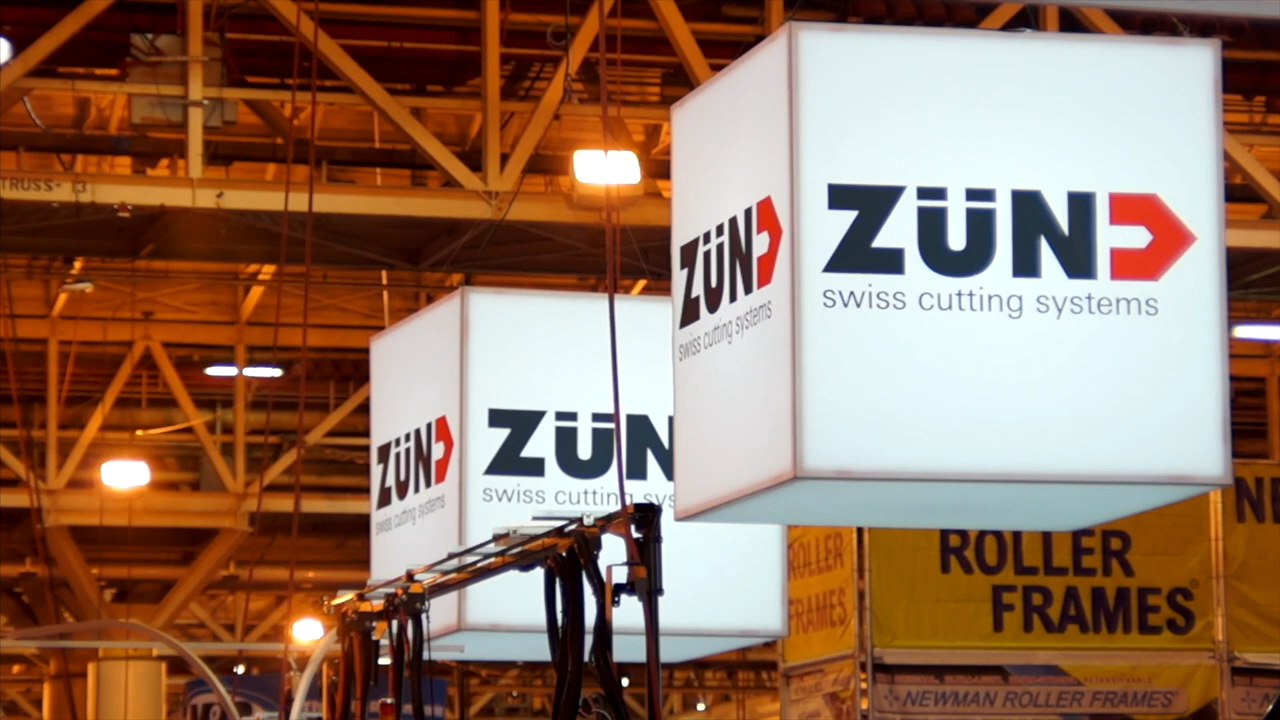 TRUSS- 13
ZÜND
swiss cutting systems
ZÜND
swiss cutting systems
ZÜND
swiss cutting systems
ZÜN
swiss cutting sys
ROLLER
FRAMES
ROLLER
FRAMES®
NEWMAN ROLLER FRAMES